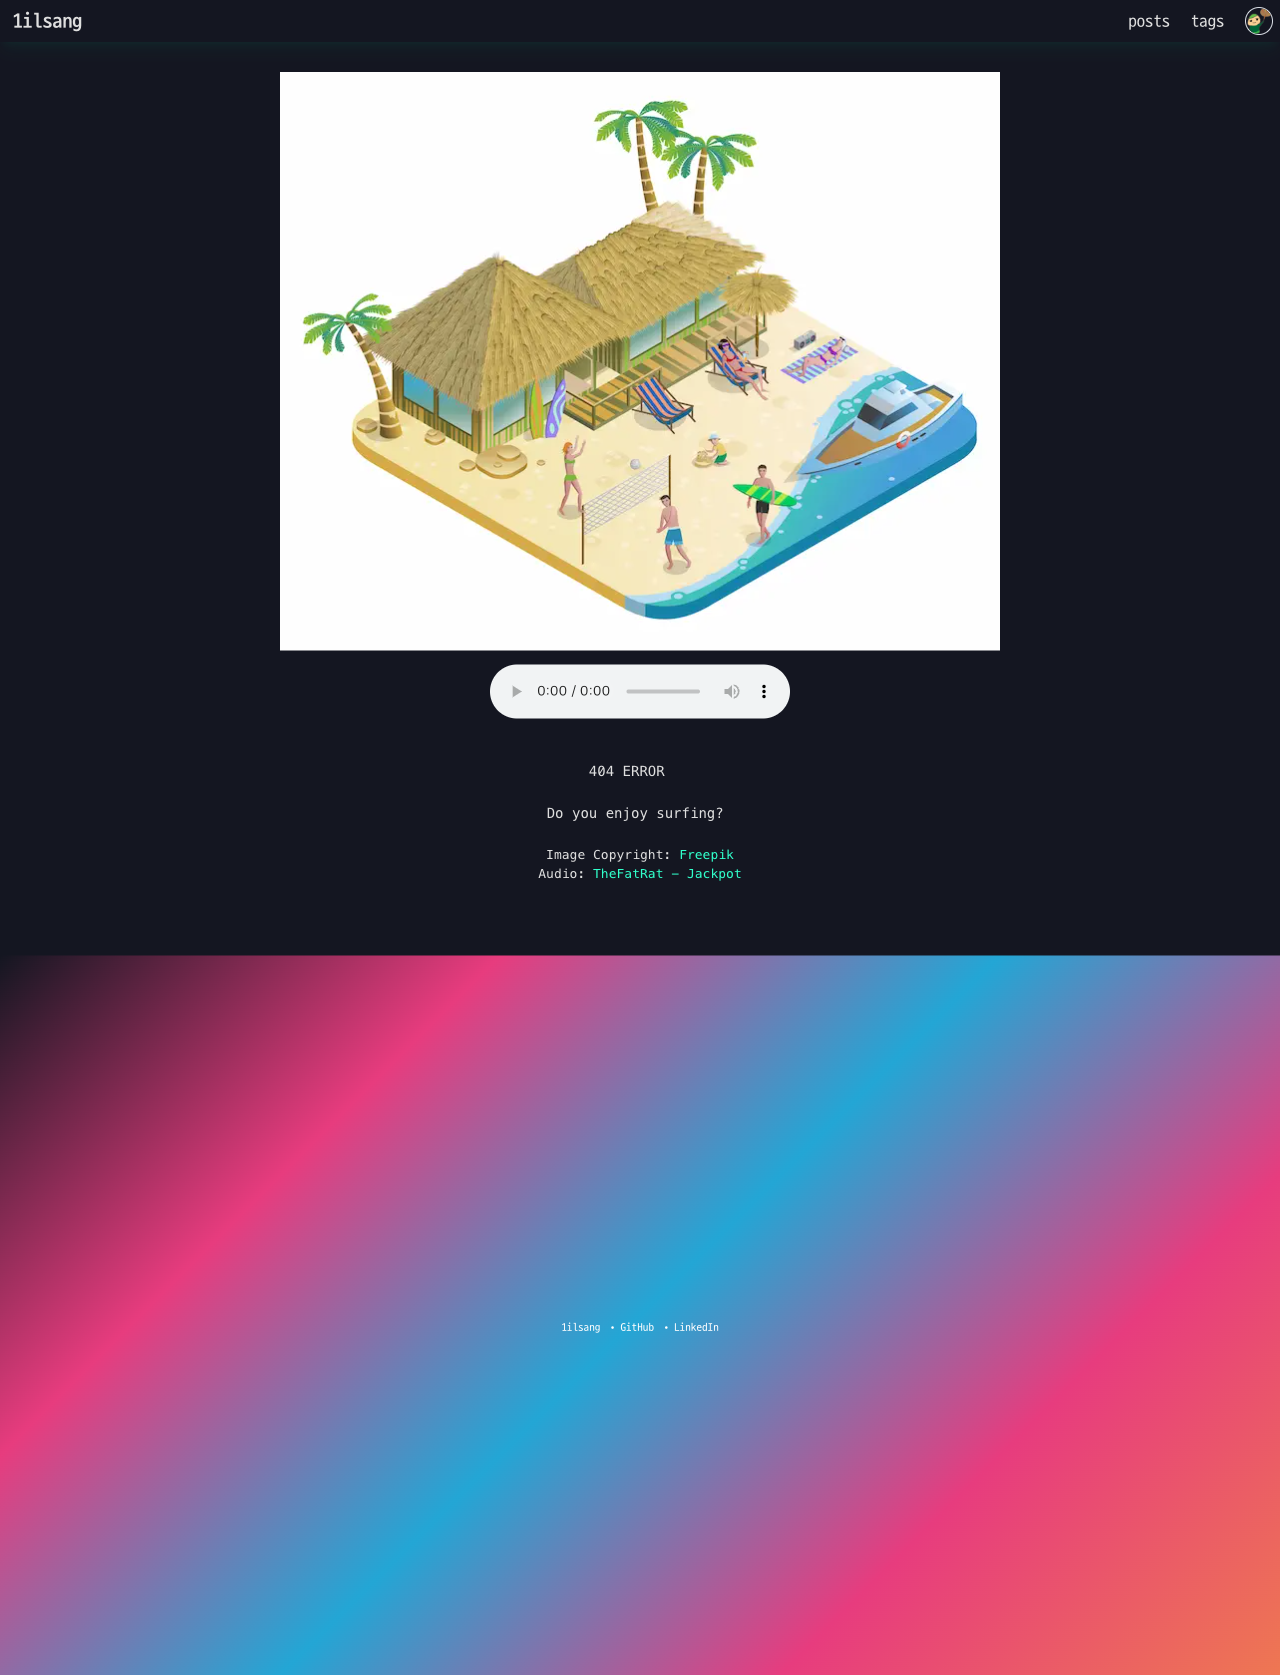 1ilsang posts tags
0:00 / 0:00
404 ERROR
Do you enjoy surfing?
Image Copyright: Freepik
Audio: TheFatRat - Jackpot
1ilsang • GitHub • LinkedIn